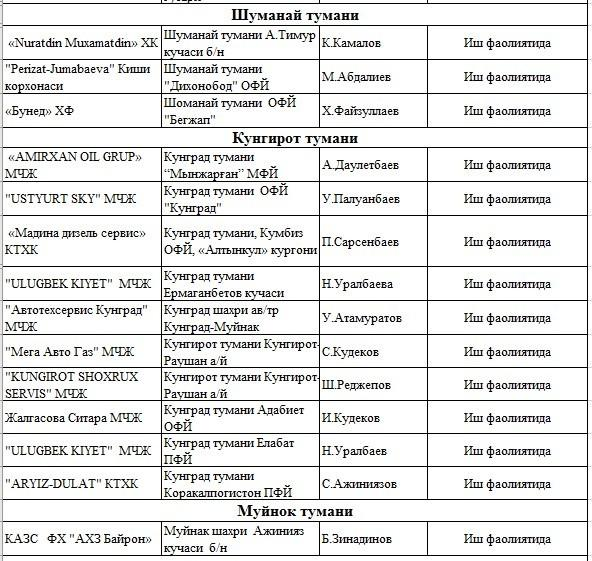 Шуманай тумани
«Nuratdin Muxamatdin» ХК Шуманай тумани А.Тимур К.Камалов Иш фаолиятида
кучаси б/н
"Perizat-Jumabaeva" Киши Шуманай тумани М.Абдалиев Иш фаолиятида
корхонаси "Дихонобод" ОФЙ
«Бунед» ХФ Шоманай тумани ОФЙ Х.Файзуллаев Иш фаолиятида
"Бегжап"
Кунгирот тумани
«AMIRXAN OIL GRUP» Кунград тумани А.Даулетбаев Иш фаолиятида
МЧЖ “Мынжарған” МФЙ
"USTYURT SKY" МЧЖ Кунград тумани ОФЙ У.Палуанбаев Иш фаолиятида
"Кунград"
«Мадина дизель сервис» Кунград тумани, Кумбиз П.Сарсенбаев Иш фаолиятида
КТХК ОФЙ, «Алтынкул» кургони
"ULUGBEK KIYET" МЧЖ Кунград тумани Н.Уралбаева Иш фаолиятида
Ермаганбетов кучаси
"Автотехсервис Кунград" Кунград шахри ав/тр У.Атамуратов Иш фаолиятида
МЧЖ Кунград-Муйнак
"Мега Авто Газ" МЧЖ Кунгирот тумани Кунгирот- С.Кудеков Иш фаолиятида
Раушан а/й
"KUNGIROT SHOXRUX Кунгирот тумани Кунгирот- Ш.Реджепов Иш фаолиятида
SERVIS" МЧЖ Раушан а/й
Жалгасова Ситара МЧЖ Кунград тумани Адабиет И.Кудеков Иш фаолиятида
ОФЙ
"ULUGBEK KIYET" МЧЖ Кунград тумани Елабат Н.Уралбаев Иш фаолиятида
ПФЙ
"ARYIZ-DULAT" КТХК Кунград тумани С.Ажиниязов Иш фаолиятида
Коракалпогистон ПФЙ
Муйнок тумани
КАЗС ФХ "АХЗ Байрон» Муйнак шахри Ажинияз Б.Зинадинов Иш фаолиятида
кучаси б/н